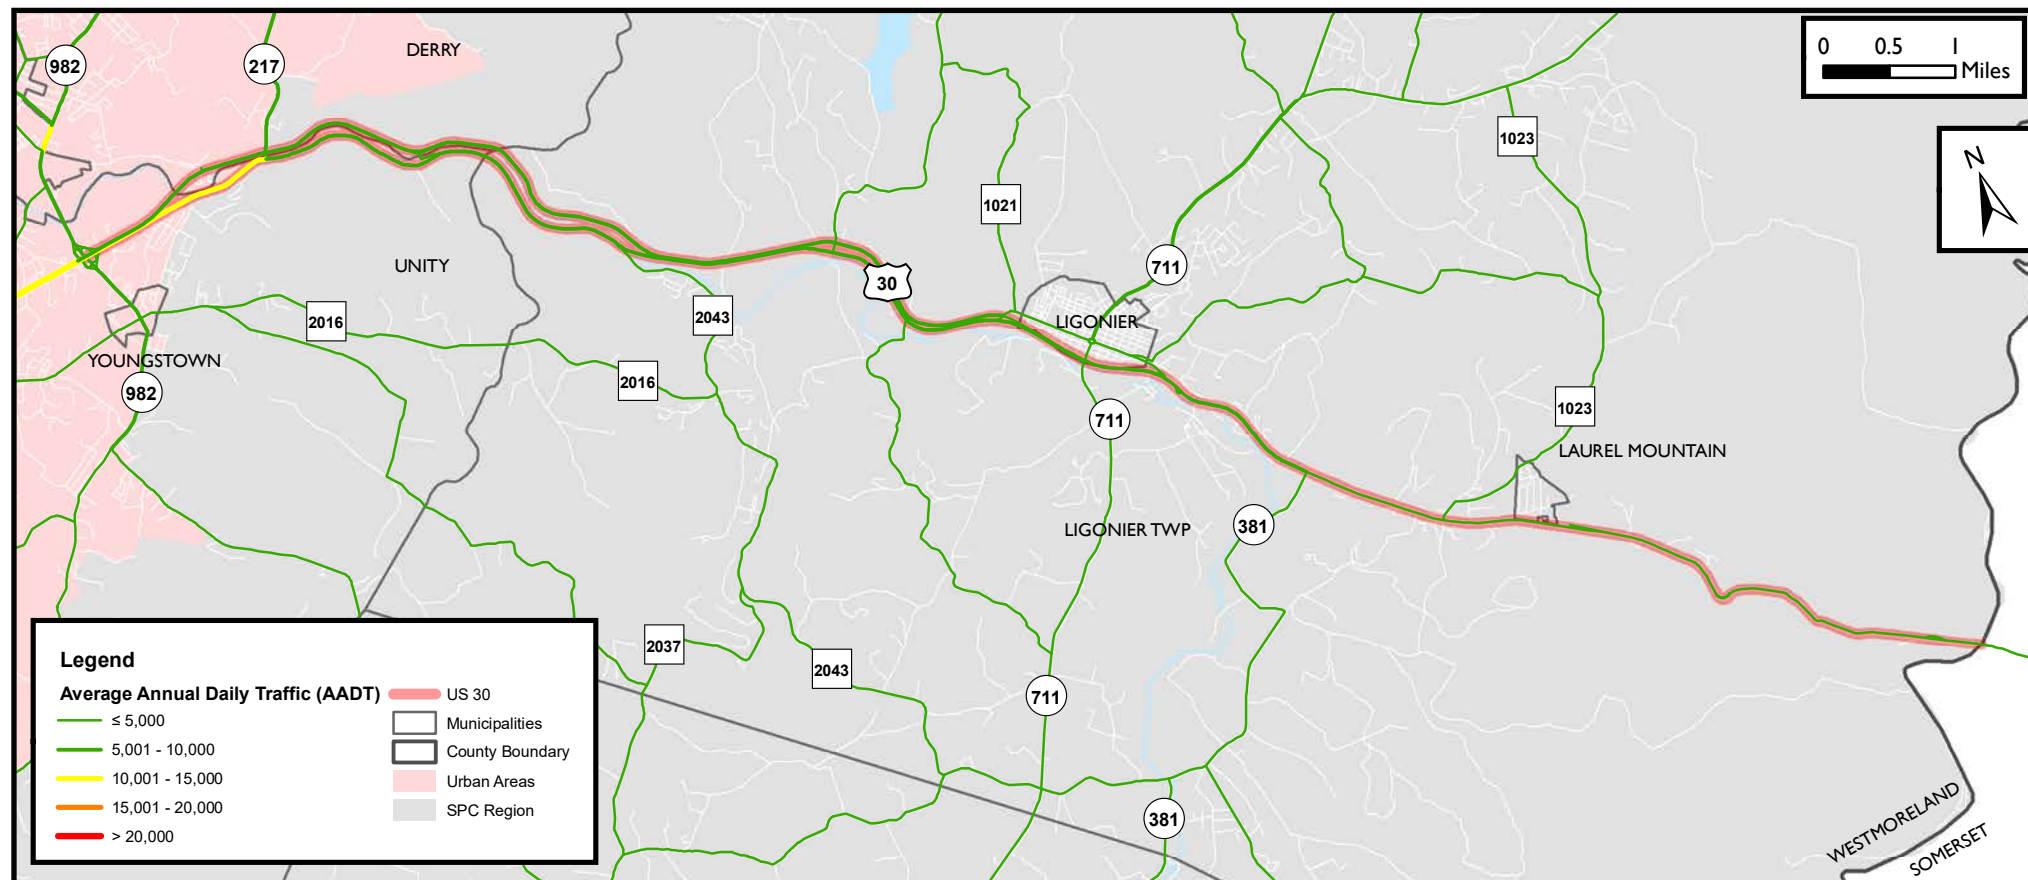 DERRY
982
217
0 0.5 1
Miles
1023
N
1021
711
UNITY
30
2016
2043
LIGONIER
YOUNGSTOWN
982
2016
711
1023
LAUREL MOUNTAIN
LIGONIER TWP
381
2037
2043
711
381
WESTMORELAND
SOMERSET
Legend
Average Annual Daily Traffic (AADT)
≤ 5,000
5,001 - 10,000
10,001 - 15,000
15,001 - 20,000
> 20,000
US 30
Municipalities
County Boundary
Urban Areas
SPC Region